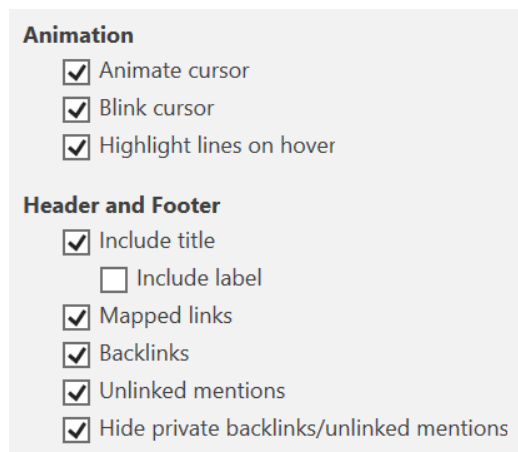 Animation
Animate cursor
Blink cursor
Highlight lines on hover
Header and Footer
Include title
Include label
Mapped links
Backlinks
Unlinked mentions
Hide private backlinks/unlinked mentions